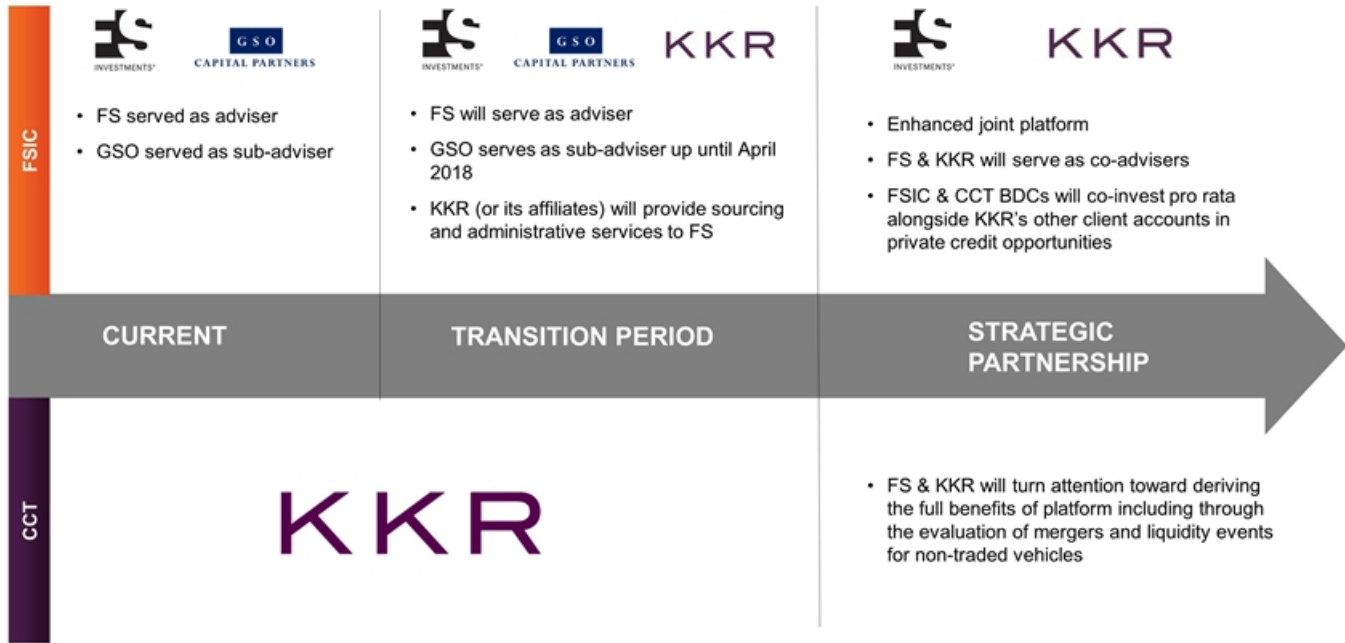 FS
INVESTMENTS®
GSO
CAPITAL PARTNERS
• FS served as adviser
• GSO served as sub-adviser
FS
INVESTMENTS®
GSO
CAPITAL PARTNERS
KKR
• FS will serve as adviser
• GSO serves as sub-adviser up until April
2018
• KKR (or its affiliates) will provide sourcing
and administrative services to FS
FS
INVESTMENTS®
KKR
• Enhanced joint platform
• FS & KKR will serve as co-advisers
• FSIC & CCT BDCs will co-invest pro rata
alongside KKR's other client accounts in
private credit opportunities
FSIC
CURRENT
TRANSITION PERIOD
STRATEGIC
PARTNERSHIP
CCT
KKR
• FS & KKR will turn attention toward deriving
the full benefits of platform including through
the evaluation of mergers and liquidity events
for non-traded vehicles